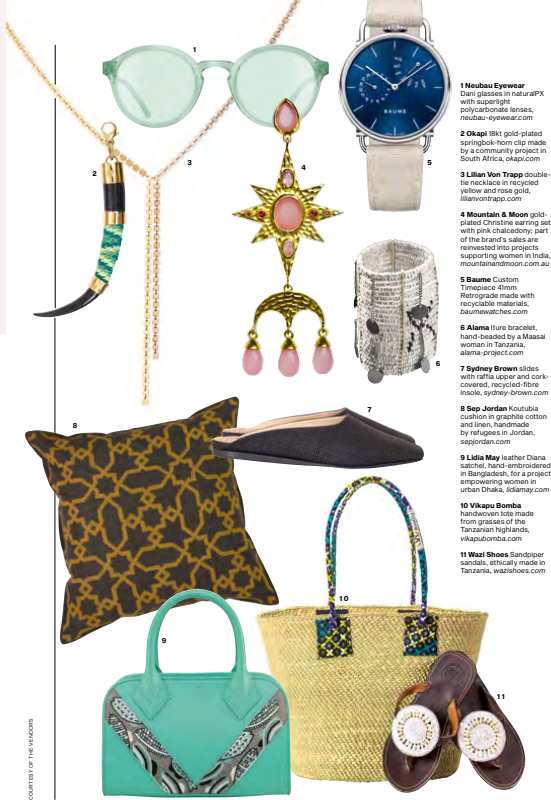 1
2
3
4
5
BAUME
6
7
8
9
10
11
1 Neubau Eyewear
Dani glasses in naturalPX
with superlight
polycarbonate lenses,
neubau-eyewear.com
2 Okapi 18kt gold-plated
springbok-horn clip made
by a community project in
South Africa, okapi.com
3 Lilian Von Trapp double-
tie necklace in recycled
yellow and rose gold,
lilianvontrapp.com
4 Mountain & Moon gold-
plated Christine earring set
with pink chalcedony; part
of the brand's sales are
reinvested into projects
supporting women in India,
mountainandmoon.com.au
5 Baume Custom
Timepiece 41mm
Retrograde made with
recyclable materials,
baumewatches.com
6 Alama Iture bracelet,
hand-beaded by a Maasai
woman in Tanzania,
alama-project.com
7 Sydney Brown slides
with raffia upper and cork-
covered, recycled-fibre
insole, sydney-brown.com
8 Sep Jordan Koutubia
cushion in graphite cotton
and linen, handmade
by refugees in Jordan,
sepjordan.com
9 Lidia May leather Diana
satchel, hand-embroidered
in Bangladesh, for a project
empowering women in
urban Dhaka, lidiamay.com
10 Vikapu Bomba
handwoven tote made
from grasses of the
Tanzanian highlands,
vikapubomba.com
11 Wazi Shoes Sandpiper
sandals, ethically made in
Tanzania, wazishoes.com
COURTESY OF THE VENDORS